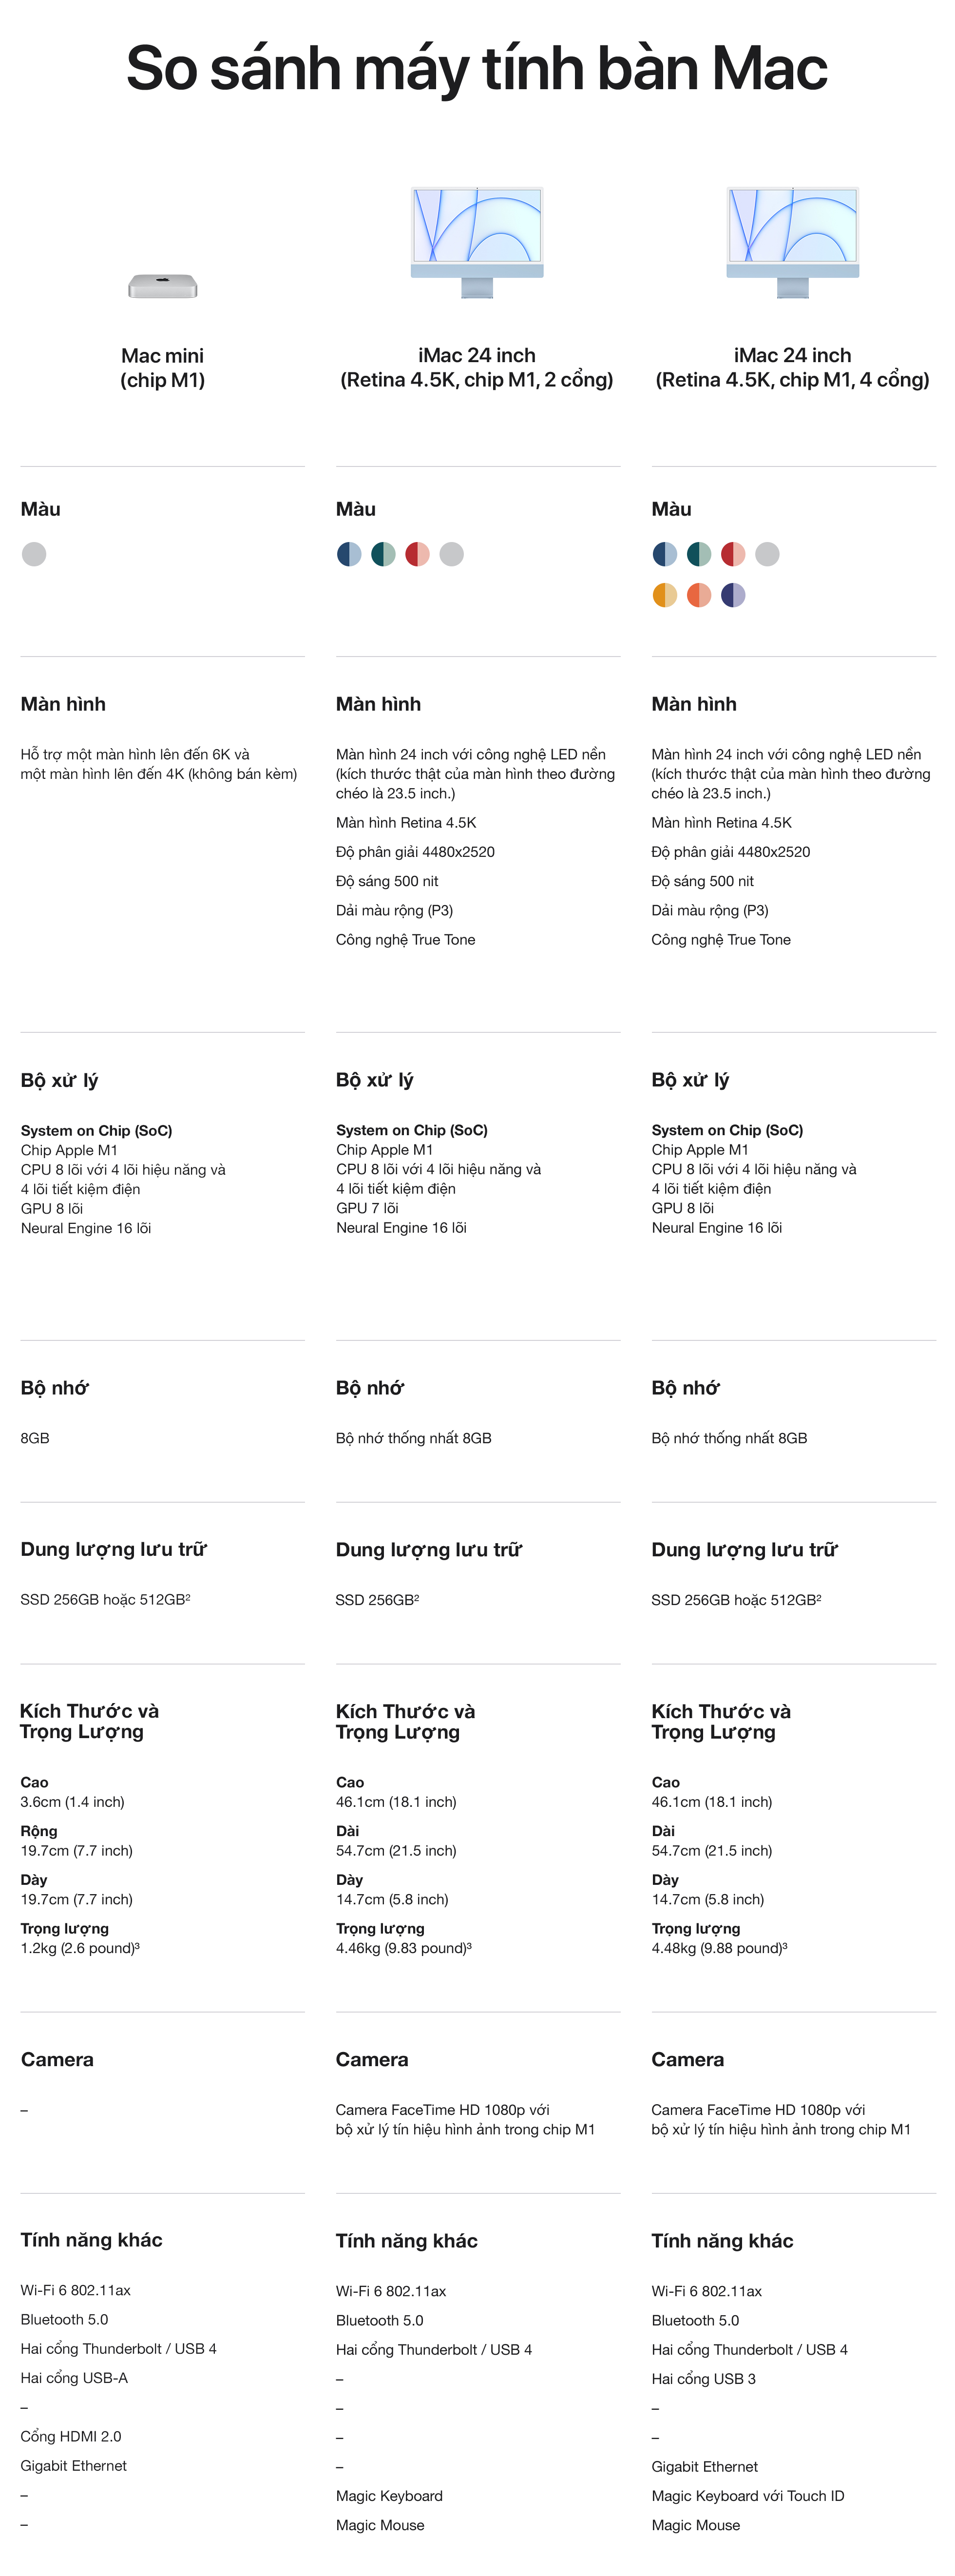 So sánh máy tính bàn Mac
Mac mini
(chip M1)
iMac 24 inch
(Retina 4.5K, chip M1, 2 cổng)
iMac 24 inch
(Retina 4.5K, chip M1, 4 cổng)
Màu
Màu
Màu
Màn hình
Hỗ trợ một màn hình lên đến 6K và
một màn hình lên đến 4K (không bán kèm)
Màn hình
Màn hình 24 inch với công nghệ LED nền
(kích thước thật của màn hình theo đường
chéo là 23.5 inch.)
Màn hình Retina 4.5K
Độ phân giải 4480x2520
Độ sáng 500 nit
Dải màu rộng (P3)
Công nghệ True Tone
Màn hình
Màn hình 24 inch với công nghệ LED nền
(kích thước thật của màn hình theo đường
chéo là 23.5 inch.)
Màn hình Retina 4.5K
Độ phân giải 4480x2520
Độ sáng 500 nit
Dải màu rộng (P3)
Công nghệ True Tone
Bộ xử lý
System on Chip (SoC)
Chip Apple M1
CPU 8 lõi với 4 lõi hiệu năng và
4 lõi tiết kiệm điện
GPU 8 lõi
Neural Engine 16 lõi
Bộ xử lý
System on Chip (SoC)
Chip Apple M1
CPU 8 lõi với 4 lõi hiệu năng và
4 lõi tiết kiệm điện
GPU 7 lõi
Neural Engine 16 lõi
Bộ xử lý
System on Chip (SoC)
Chip Apple M1
CPU 8 lõi với 4 lõi hiệu năng và
4 lõi tiết kiệm điện
GPU 8 lõi
Neural Engine 16 lõi
Bộ nhớ
8GB
Bộ nhớ
Bộ nhớ thống nhất 8GB
Bộ nhớ
Bộ nhớ thống nhất 8GB
Dung lượng lưu trữ
SSD 256GB hoặc 512GB²
Dung lượng lưu trữ
SSD 256GB²
Dung lượng lưu trữ
SSD 256GB hoặc 512GB²
Kích Thước và
Trọng Lượng
Cao
3.6cm (1.4 inch)
Rộng
19.7cm (7.7 inch)
Dày
19.7cm (7.7 inch)
Trọng lượng
1.2kg (2.6 pound)³
Kích Thước và
Trọng Lượng
Cao
46.1cm (18.1 inch)
Dài
54.7cm (21.5 inch)
Dày
14.7cm (5.8 inch)
Trọng lượng
4.46kg (9.83 pound)³
Kích Thước và
Trọng Lượng
Cao
46.1cm (18.1 inch)
Dài
54.7cm (21.5 inch)
Dày
14.7cm (5.8 inch)
Trọng lượng
4.48kg (9.88 pound)³
Camera
–
Camera
Camera FaceTime HD 1080p với
bộ xử lý tín hiệu hình ảnh trong chip M1
Camera
Camera FaceTime HD 1080p với
bộ xử lý tín hiệu hình ảnh trong chip M1
Tính năng khác
Wi-Fi 6 802.11ax
Bluetooth 5.0
Hai cổng Thunderbolt / USB 4
Hai cổng USB-A
–
Cổng HDMI 2.0
Gigabit Ethernet
–
–
Tính năng khác
Wi-Fi 6 802.11ax
Bluetooth 5.0
Hai cổng Thunderbolt / USB 4
–
–
–
–
Magic Keyboard
Magic Mouse
Tính năng khác
Wi-Fi 6 802.11ax
Bluetooth 5.0
Hai cổng Thunderbolt / USB 4
Hai cổng USB 3
–
–
Gigabit Ethernet
Magic Keyboard với Touch ID
Magic Mouse